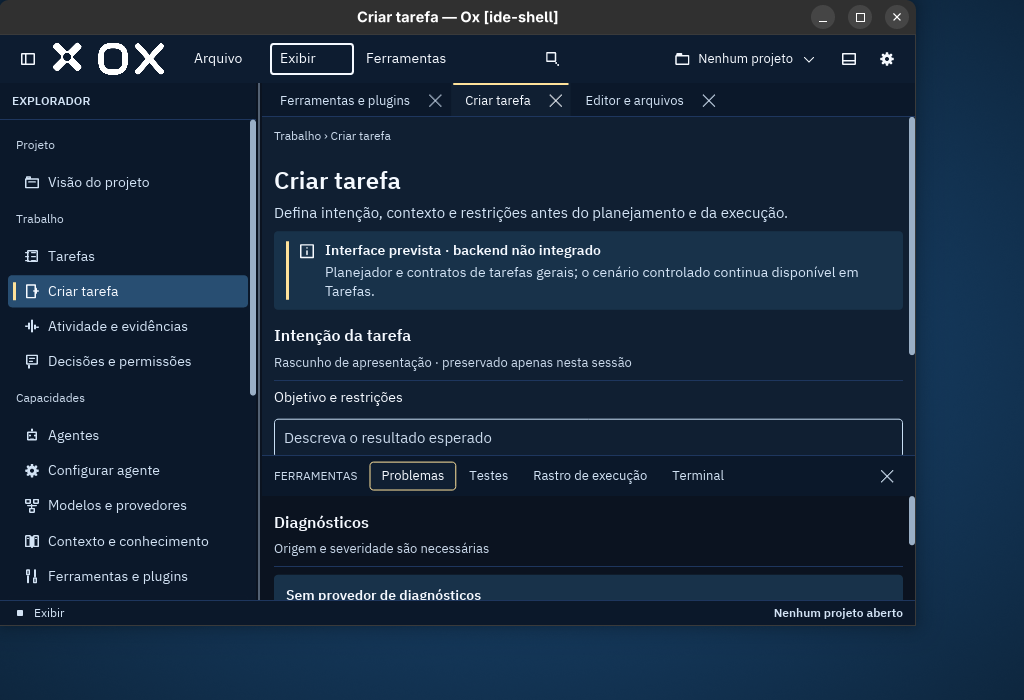 Criar tarefa — Ox [ide-shell]
OX
Arquivo
Exibir
Ferramentas
Nenhum projeto
EXPLORADOR
Projeto
Visão do projeto
Trabalho
Tarefas
Criar tarefa
Atividade e evidências
Decisões e permissões
Capacidades
Agentes
Configurar agente
Modelos e provedores
Contexto e conhecimento
Ferramentas e plugins
Ferramentas e plugins
Criar tarefa
Editor e arquivos
Trabalho › Criar tarefa
Criar tarefa
Defina intenção, contexto e restrições antes do planejamento e da execução.
Interface prevista · backend não integrado
Planejador e contratos de tarefas gerais; o cenário controlado continua disponível em
Tarefas.
Intenção da tarefa
Rascunho de apresentação · preservado apenas nesta sessão
Objetivo e restrições
Descreva o resultado esperado
FERRAMENTAS
Problemas
Testes
Rastro de execução
Terminal
Diagnósticos
Origem e severidade são necessárias
Sem provedor de diagnósticos
Exibir
Nenhum projeto aberto